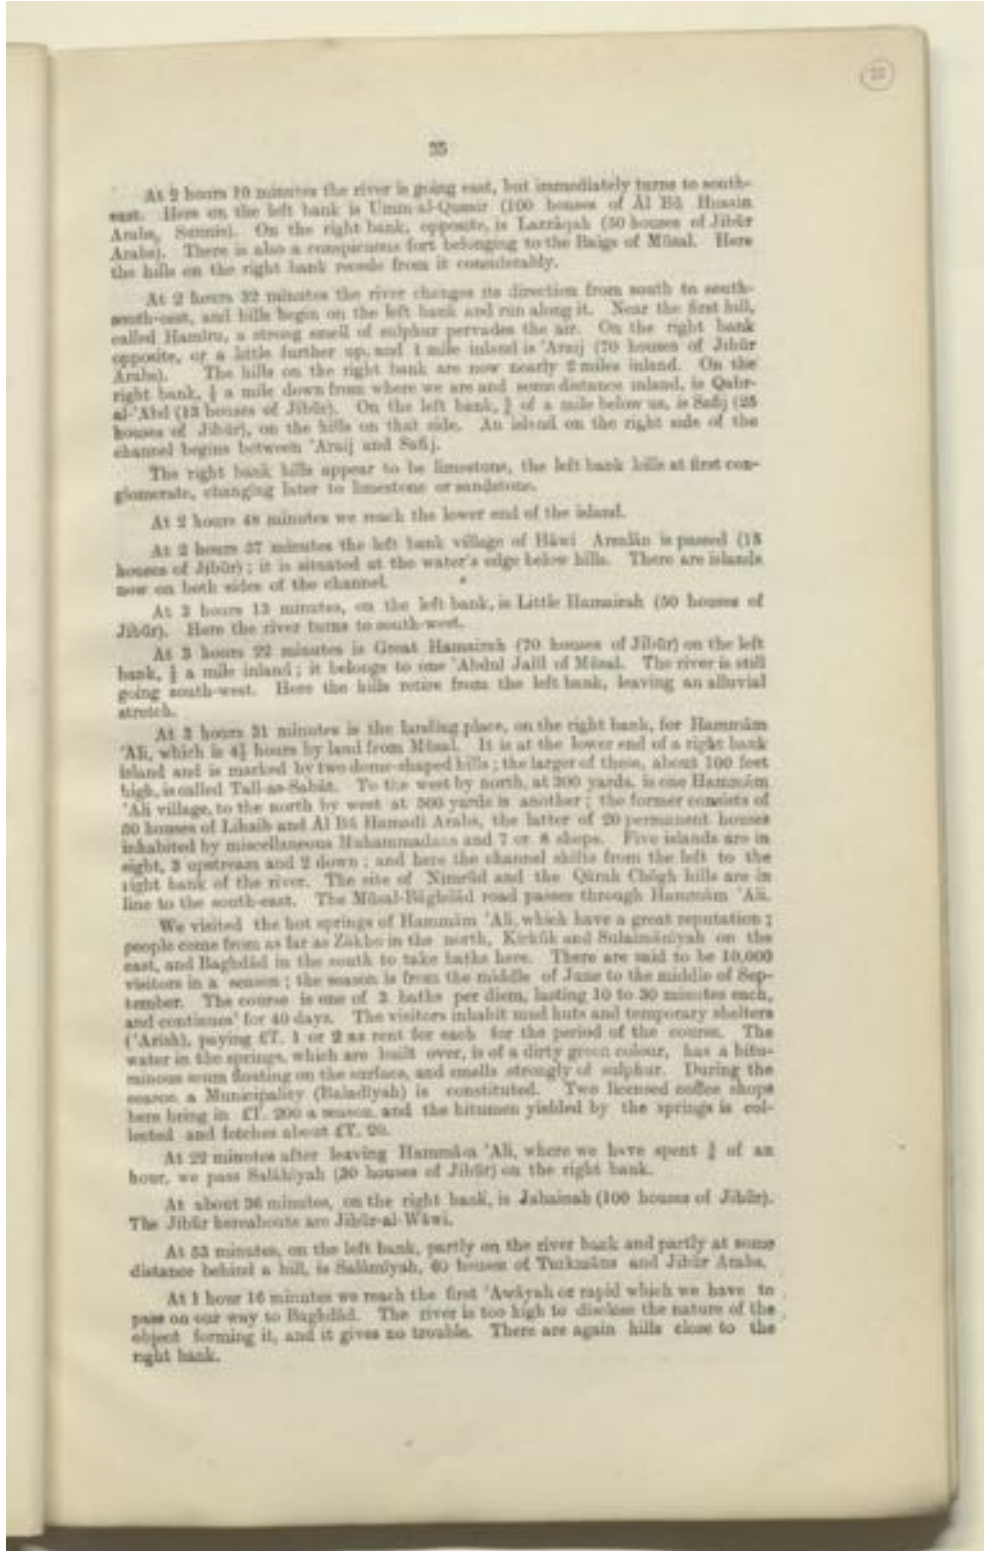 35
At 2 hours 10 minutes the river is going east, but immediately turns to south-
east. Here on the left bank is Umm-al-Qusur (100 houses of Āl Bū Husain
Arabs, Sunnis). On the right bank, opposite, is Lazzāqah (50 houses of Jibūr
Arabs). There is also a conspicuous fort belonging to the Baigs of Mūsal. Here
the hills on the right bank recede from it considerably.
At 2 hours 32 minutes the river changes its direction from south to south-
south-east, and hills begin on the left bank and run along it. Near the first hill,
called Hamīru, a strong smell of sulphur pervades the air. On the right bank
opposite, or a little further up, and 1 mile inland is 'Araij (70 houses of Jibūr
Arabs). The hills on the right bank are now nearly 2 miles inland. On the
right bank, ½ a mile down from where we are and some distance inland, is Qabr-
al-'Abd (13 houses of Jibūr). On the left bank, of a mile below us, is Safīj (25
houses of Jibūr), on the hills on that side. An island on the right side of the
channel begins between 'Araij and Safīj.
The right bank hills appear to be limestone, the left bank hills at first con-
glomerate, changing later to limestone or sandstone.
At 2 hours 48 minutes we reach the lower end of the island.
At 2 hours 57 minutes the left bank village of Hāwi Arslān is passed (15
houses of Jibūr); it is situated at the water's edge below hills. There are islands
now on both sides of the channel.
At 3 hours 13 minutes, on the left bank, is Little Hamairah (50 houses of
Jibūr). Here the river turns to south-west.
At 3 hours 22 minutes is Great Hamairah (70 houses of Jibūr) on the left
bank, ½ a mile inland; it belongs to one 'Abdul Jalīl of Mūsal. The river is still
going south-west. Here the hills retire from the left bank, leaving an alluvial
stretch.
At 3 hours 31 minutes is the landing place, on the right bank, for Hammām
'Ali, which is 4½ hours by land from Mūsal. It is at the lower end of a right bank
island and is marked by two dome-shaped hills; the larger of these, about 100 feet
high, is called Tall-as-Sabāt. To the west by north, at 300 yards, is one Hammām
'Ali village, to the north by west at 500 yards is another; the former consists of
50 houses of Lihaib and Āl Bū Hamadi Arabs, the latter of 20 permanent houses
inhabited by miscellaneous Muhammadans and 7 or 8 shops. Five islands are in
sight, 3 upstream and 2 down; and here the channel shifts from the left to the
right bank of the river. The site of Nimrūd and the Qārah Chōgh hills are in
line to the south-east. The Mūsal-Bāghdād road passes through Hammām 'Ali.
We visited the hot springs of Hammām 'Ali, which have a great reputation;
people come from as far as Zākho in the north, Kirkūk and Sulaimānīyah on the
east, and Baghdād in the south to take baths here. There are said to be 10,000
visitors in a season; the season is from the middle of June to the middle of Sep-
tember. The course is one of 3 baths per diem, lasting 10 to 30 minutes each,
and continues for 40 days. The visitors inhabit mud huts and temporary shelters
('Arīsh), paying £T. 1 or 2 as rent for each for the period of the course. The
water in the springs, which are built over, is of a dirty green colour, has a bitu-
minous scum floating on the surface, and smells strongly of sulphur. During the
season a Municipality (Baladīyah) is constituted. Two licensed coffee shops
here bring in £T. 200 a season, and the bitumen yielded by the springs is col-
lected and fetches about £T. 20.
At 22 minutes after leaving Hammām 'Ali, where we have spent of an
hour, we pass Salāhīyah (30 houses of Jibūr) on the right bank.
At about 36 minutes, on the right bank, is Jahainah (100 houses of Jibūr).
The Jibūr hereabouts are Jibūr-al-Wāwi.
At 53 minutes, on the left bank, partly on the river bank and partly at some
distance behind a hill, is Salāmīyah, 60 houses of Turkmāns and Jibūr Arabs.
At 1 hour 16 minutes we reach the first 'Awāyah or rapid which we have to
pass on our way to Baghdād. The river is too high to disclose the nature of the
object forming it, and it gives no trouble. There are again hills close to the
right bank.